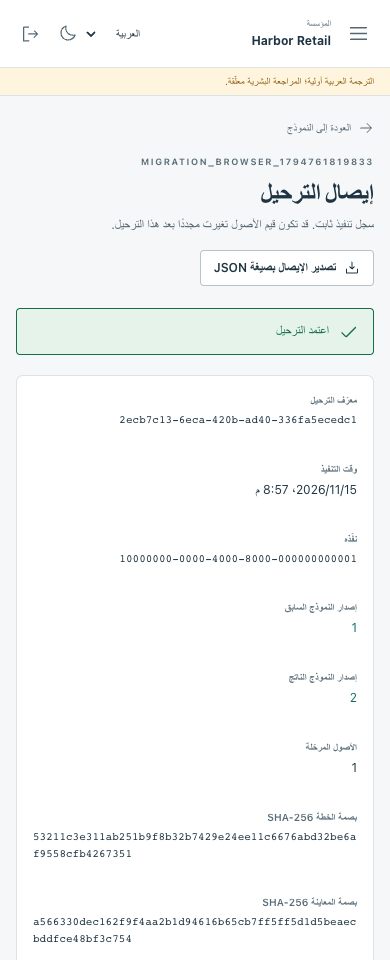 المؤسسة
Harbor Retail
العربية
الترجمة العربية أولية؛ المراجعة البشرية معلّقة.
العودة إلى النموذج
MIGRATION_BROWSER_1794761819833
إيصال الترحيل
سجل تنفيذ ثابت. قد تكون قيم الأصول تغيرت مجددًا بعد هذا الترحيل.
تصدير الإيصال بصيغة JSON
اعتمد الترحيل
معرّف الترحيل
2ecb7c13-6eca-420b-ad40-336fa5ecedc1
وقت التنفيذ
2026/11/15، 8:57 م
نفّذه
10000000-0000-4000-8000-000000000001
إصدار النموذج السابق
1
إصدار النموذج الناتج
2
الأصول المرحلة
1
بصمة الخطة SHA-256
53211c3e311ab251b9f8b32b7429e24ee11c6676abd32be6a
f9558cfb4267351
بصمة المعاينة SHA-256
a566330dec162f9f4aa2b1d94616b65cb7ff5ff5d1d5beaec
bddfce48bf3c754